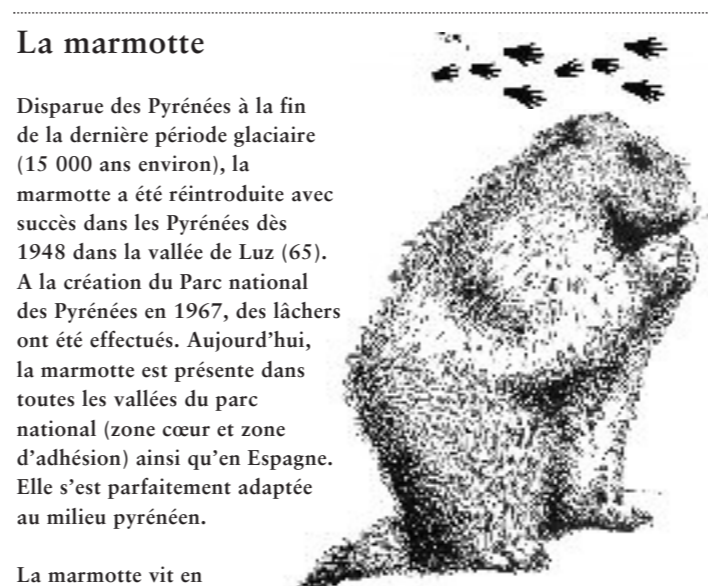 La marmotte
Disparue des Pyrénées à la fin
de la dernière période glaciaire
(15 000 ans environ), la
marmotte a été réintroduite avec
succès dans les Pyrénées dès
1948 dans la vallée de Luz (65).
A la création du Parc national
des Pyrénées en 1967, des lâchers
ont été effectués. Aujourd’hui,
la marmotte est présente dans
toutes les vallées du parc
national (zone cœur et zone
d’adhésion) ainsi qu’en Espagne.
Elle s’est parfaitement adaptée
au milieu pyrénéen.
La marmotte vit en